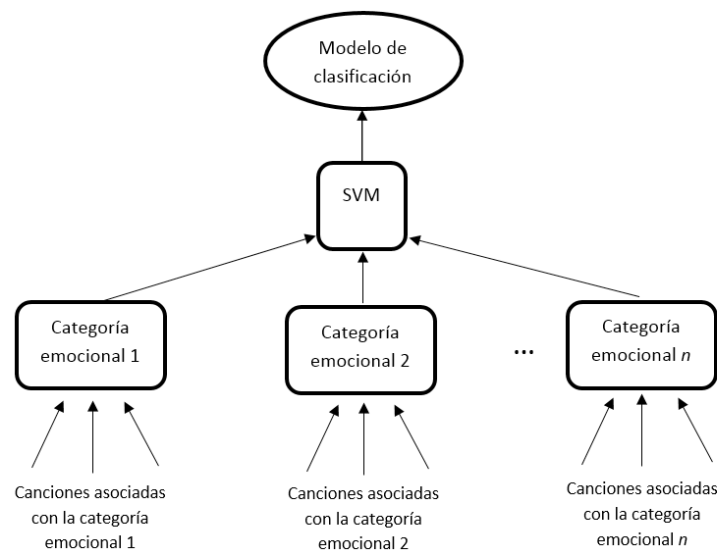 Modelo de
clasificación
SVM
Categoría
emocional 1
Categoría
emocional 2
...
Categoría
emocional n
Canciones asociadas
con la categoría
emocional 1
Canciones asociadas
con la categoría
emocional 2
Canciones asociadas
con la categoría
emocional n